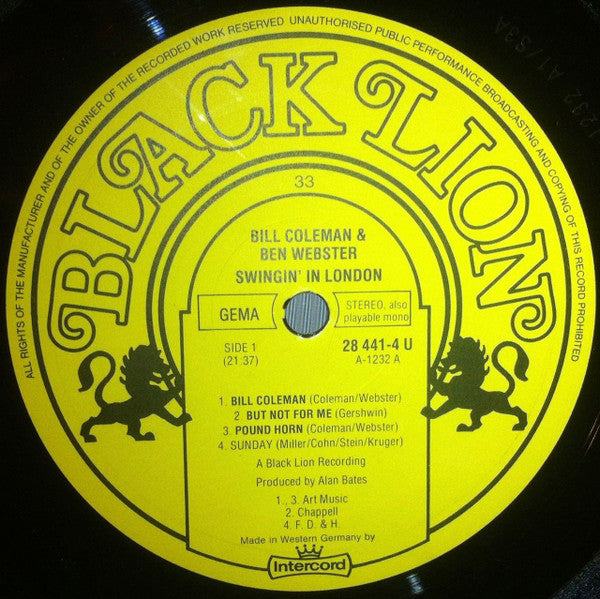 ALL RIGHTS OF THE MANUFACTURER AND OF THE OWNER OF THE RECORDED WORK RESERVED UNAUTHORISED PUBLIC PERFORMANCE BROADCASTING AND COPYING OF THIS RECORD PROHIBITED
BLACK LION
33
BILL COLEMAN &
BEN WEBSTER
SWINGIN' IN LONDON
GEMA
STEREO, also
playable mono
SIDE 1
(21:37)
28 441-4 U
A-1232 A
1. BILL COLEMAN (Coleman/Webster)
2. BUT NOT FOR ME (Gershwin)
3. POUND HORN (Coleman/Webster)
4. SUNDAY (Miller/Cohn/Stein/Kruger)
A Black Lion Recording
Produced by Alan Bates
1., 3. Art Music
2. Chappell
4. F. D. & H.
Made in Western Germany by
Intercord